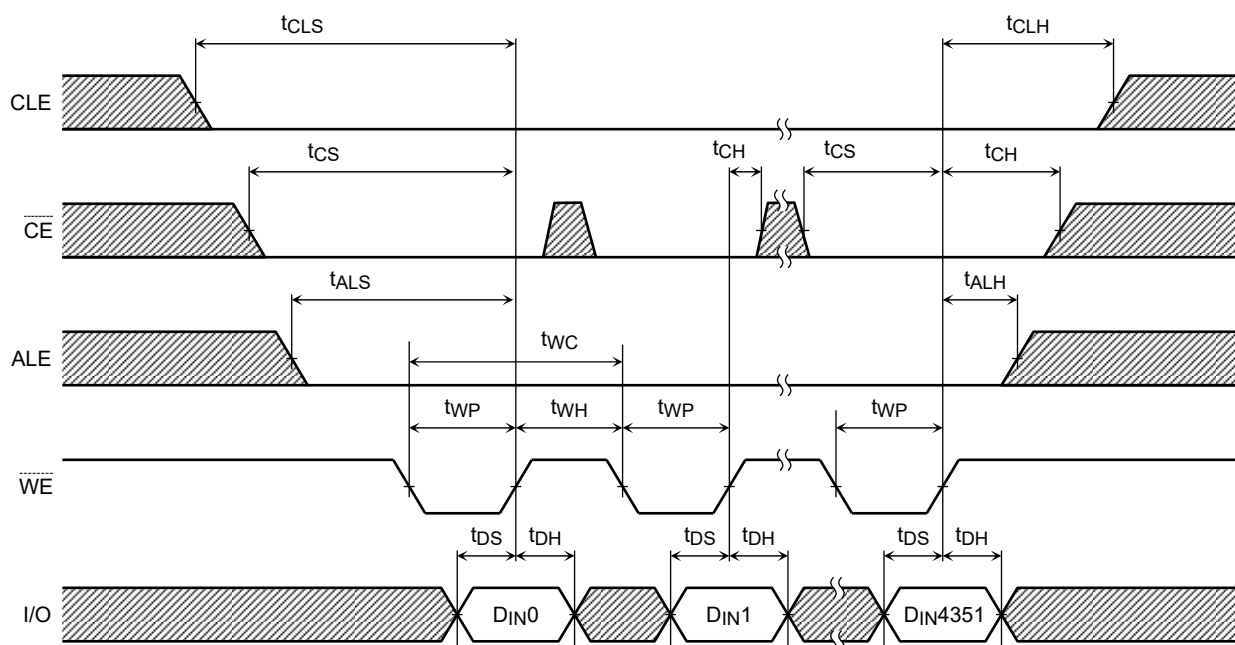 tCLS tCLH
CLE
tCS tCH tCS tCH
CE
tALS tALH
ALE
tWC
tWP tWH tWP tWP
WE
tDS tDH tDS tDH tDS tDH
I/O DIN0 DIN1 DIN4351